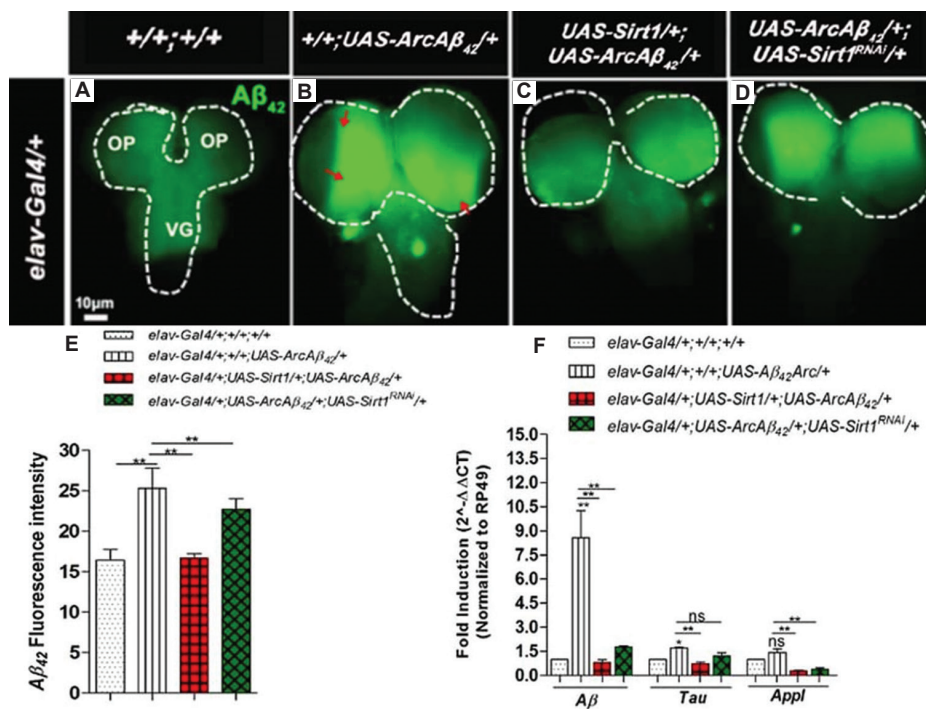 +/+;+/+
+/+;UAS-ArcAβ₄₂/+
UAS-Sirt1/+;
UAS-ArcAβ₄₂/+
UAS-ArcAβ₄₂/+;
UAS-Sirt1ᴿᴺᴬⁱ/+
elav-Gal4/+
A
Aβ₄₂
OP
OP
VG
10μm
B
C
D
E
elav-Gal4/+;+/+;+/+
elav-Gal4/+;+/+;UAS-ArcAβ₄₂/+
elav-Gal4/+;UAS-Sirt1/+;UAS-ArcAβ₄₂/+
elav-Gal4/+;UAS-ArcAβ₄₂/+;UAS-Sirt1ᴿᴺᴬⁱ/+
Aβ₄₂ Fluorescence intensity
40
35
30
25
20
15
10
**
**
**
F
elav-Gal4/+;+/+;+/+
elav-Gal4/+;+/+;UAS-Aβ₄₂Arc/+
elav-Gal4/+;UAS-Sirt1/+;UAS-ArcAβ₄₂/+
elav-Gal4/+;UAS-ArcAβ₄₂/+;UAS-Sirt1ᴿᴺᴬⁱ/+
Fold Induction (2^-ΔΔCT)
(Normalized to RP49)
15.0
13.5
12.0
10.5
9.0
7.5
6.0
4.5
3.0
1.5
0.0
**
**
**
ns
**
*
**
**
ns
Aβ
Tau
Appl